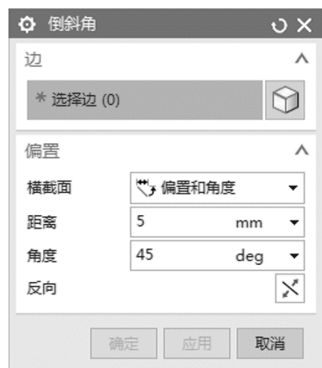 倒斜角
边
* 选择边 (0)
偏置
横截面 偏置和角度
距离 5 mm
角度 45 deg
反向
确定 应用 取消